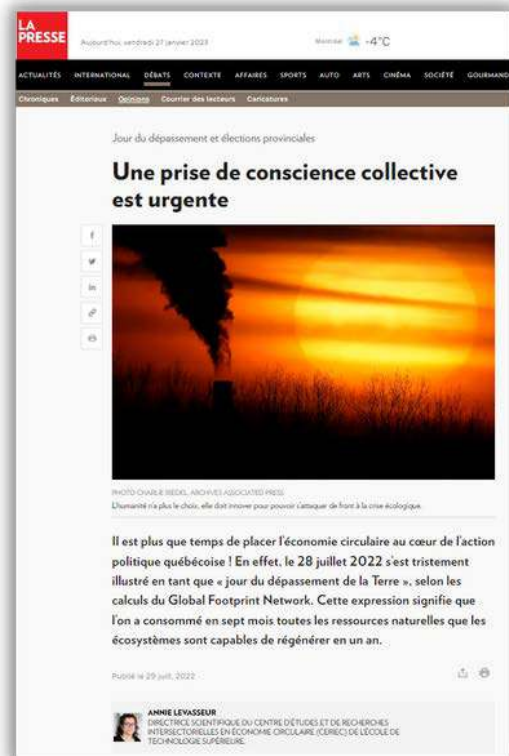 LA
PRESSE
Aujourd'hui, vendredi 27 janvier 2023
Montréal -4°C
ACTUALITÉS INTERNATIONAL DÉBATS CONTEXTE AFFAIRES SPORTS AUTO ARTS CINÉMA SOCIÉTÉ GOURMAND
Chroniques Éditoriaux Opinions Courrier des lecteurs Caricatures
Jour du dépassement et élections provinciales
Une prise de conscience collective
est urgente
PHOTO CHARLIE RIEDEL, ARCHIVES ASSOCIATED PRESS
L'humanité n'a plus le choix, elle doit innover pour pouvoir s'attaquer de front à la crise écologique.
Il est plus que temps de placer l'économie circulaire au cœur de l'action
politique québécoise ! En effet, le 28 juillet 2022 s'est tristement
illustré en tant que « jour du dépassement de la Terre », selon les
calculs du Global Footprint Network. Cette expression signifie que
l'on a consommé en sept mois toutes les ressources naturelles que les
écosystèmes sont capables de régénérer en un an.
Publié le 29 juill. 2022
ANNIE LEVASSEUR
DIRECTRICE SCIENTIFIQUE DU CENTRE D'ÉTUDES ET DE RECHERCHES
INTERSECTORIELLES EN ÉCONOMIE CIRCULAIRE (CERIEC) DE L'ÉCOLE DE
TECHNOLOGIE SUPÉRIEURE